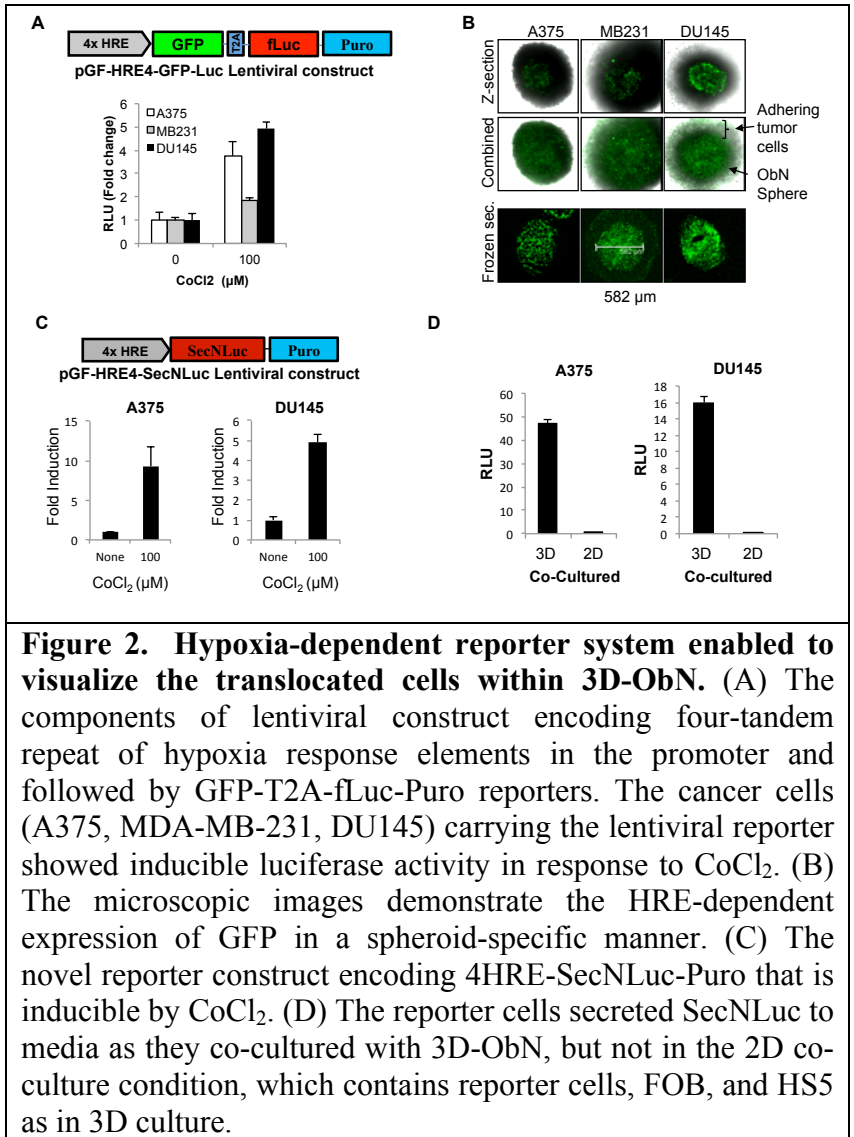 A
4x HRE GFP T2A fLuc Puro
pGF-HRE4-GFP-Luc Lentiviral construct
RLU (Fold change)
6
5
4
3
2
1
0
A375
MB231
DU145
0 100
CoCl2 (µM)
B
A375 MB231 DU145
Z-section
Combined
Frozen sec.
Adhering
tumor
cells
ObN
Sphere
582 µm
582 µm
C
4x HRE SecNLuc Puro
pGF-HRE4-SecNLuc Lentiviral construct
A375
Fold Induction
15
10
5
0
None 100
CoCl2 (µM)
DU145
Fold Induction
6
5
4
3
2
1
0
None 100
CoCl2 (µM)
D
A375
RLU
60
50
40
30
20
10
0
3D 2D
Co-Cultured
DU145
RLU
18
16
14
12
10
8
6
4
2
0
3D 2D
Co-cultured
Figure 2. Hypoxia-dependent reporter system enabled to
visualize the translocated cells within 3D-ObN. (A) The
components of lentiviral construct encoding four-tandem
repeat of hypoxia response elements in the promoter and
followed by GFP-T2A-fLuc-Puro reporters. The cancer cells
(A375, MDA-MB-231, DU145) carrying the lentiviral reporter
showed inducible luciferase activity in response to CoCl2. (B)
The microscopic images demonstrate the HRE-dependent
expression of GFP in a spheroid-specific manner. (C) The
novel reporter construct encoding 4HRE-SecNLuc-Puro that is
inducible by CoCl2. (D) The reporter cells secreted SecNLuc to
media as they co-cultured with 3D-ObN, but not in the 2D co-
culture condition, which contains reporter cells, FOB, and HS5
as in 3D culture.